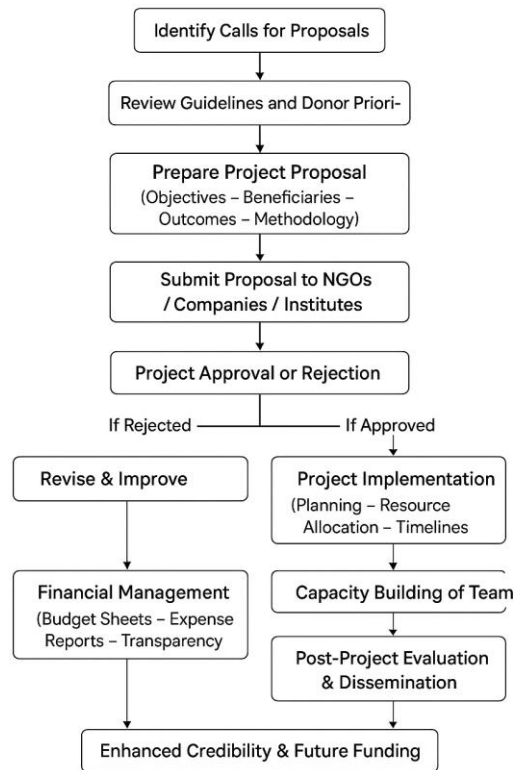 Identify Calls for Proposals
Review Guidelines and Donor Priori-
Prepare Project Proposal
(Objectives – Beneficiaries –
Outcomes – Methodology)
Submit Proposal to NGOs
/ Companies / Institutes
Project Approval or Rejection
If Rejected
If Approved
Revise & Improve
Project Implementation
(Planning – Resource
Allocation – Timelines
Financial Management
(Budget Sheets – Expense
Reports – Transparency
Capacity Building of Team
Post-Project Evaluation
& Dissemination
Enhanced Credibility & Future Funding